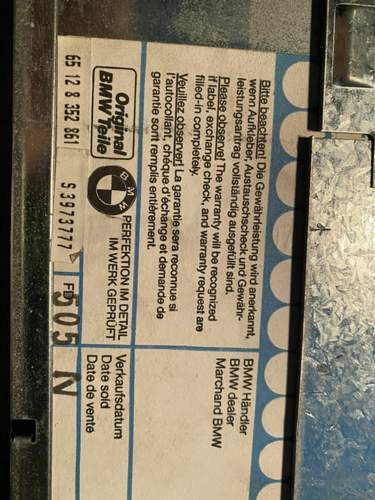 Bitte beachten! Die Gewährleistung wird anerkannt,
wenn Aufkleber, Austauschscheck und Gewähr-
leistungsantrag vollständig ausgefüllt sind.
Please observe! The warranty will be recognized
if label, exchange check, and warranty request are
filled-in completely.
Veuillez observer! La garantie sera reconnue si
l'autocollant, chéque d'échange et demande de
garantie sont remplis entièrement.
BMW Händler
BMW dealer
Marchand BMW
Original
BMW Teile
BMW
PERFEKTION IM DETAIL
IM WERK GEPRÜFT
Verkaufsdatum
Date sold
Date de vente
65 12 8 352 861
S 3973777
505 N